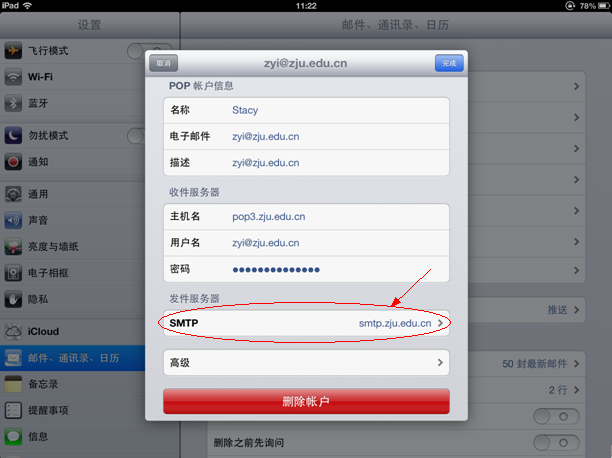 iPad 11:22 78%
设置
邮件、通讯录、日历
飞行模式
Wi-Fi
蓝牙
勿扰模式
通知
通用
声音
亮度与墙纸
电子相框
隐私
iCloud
邮件、通讯录、日历
备忘录
提醒事项
信息
取消 zyi@zju.edu.cn 完成
POP 帐户信息
名称 Stacy
电子邮件 zyi@zju.edu.cn
描述 zyi@zju.edu.cn
收件服务器
主机名 pop3.zju.edu.cn
用户名 zyi@zju.edu.cn
密码 ●●●●●●●●●●●●●●
发件服务器
SMTP smtp.zju.edu.cn
高级
删除帐户
推送
50 封最新邮件
2 行
删除之前先询问